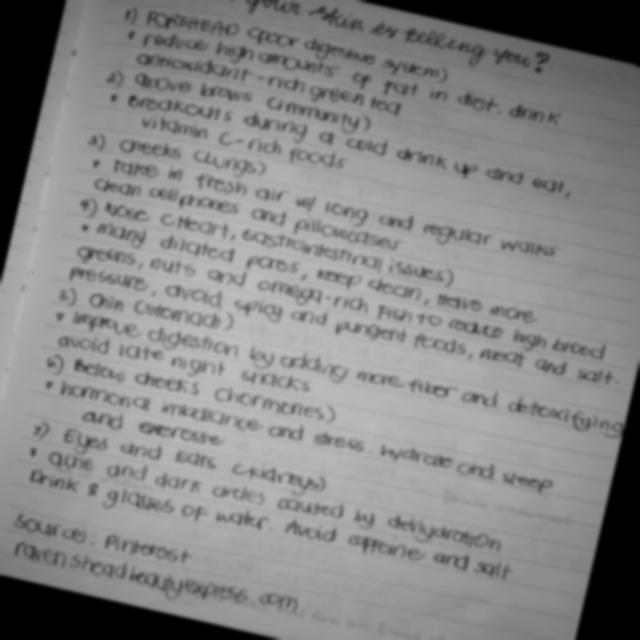 your skin is telling you?
1) FOREHEAD (poor digestive system)
* reduce high amounts of fat in diet. drink
antioxidant-rich green tea
2) Above brows (immunity)
* Breakouts during a cold drink up and eat,
vitamin C-rich foods
3) Cheeks (Lungs)
* take in fresh air w/ long and regular walks
clean cellphones and pillowcases
4) Nose (Heart, gastrointestinal issues)
* many dilated pores, keep clean, have more
greens, nuts and omega-rich fish to reduce high blood
pressure, avoid spicy and pungent foods, meat and salt.
5) Chin (stomach)
* improve digestion by adding more fiber and detoxifying
avoid late night snacks
6) Below cheeks (hormones)
* hormonal imbalance and stress. hydrate and sleep
and exercise
7) Eyes and Ears (kidneys)
* and dark circles caused by dehydration
Drink 8 glasses of water. Avoid and salt
Source: Pinterest